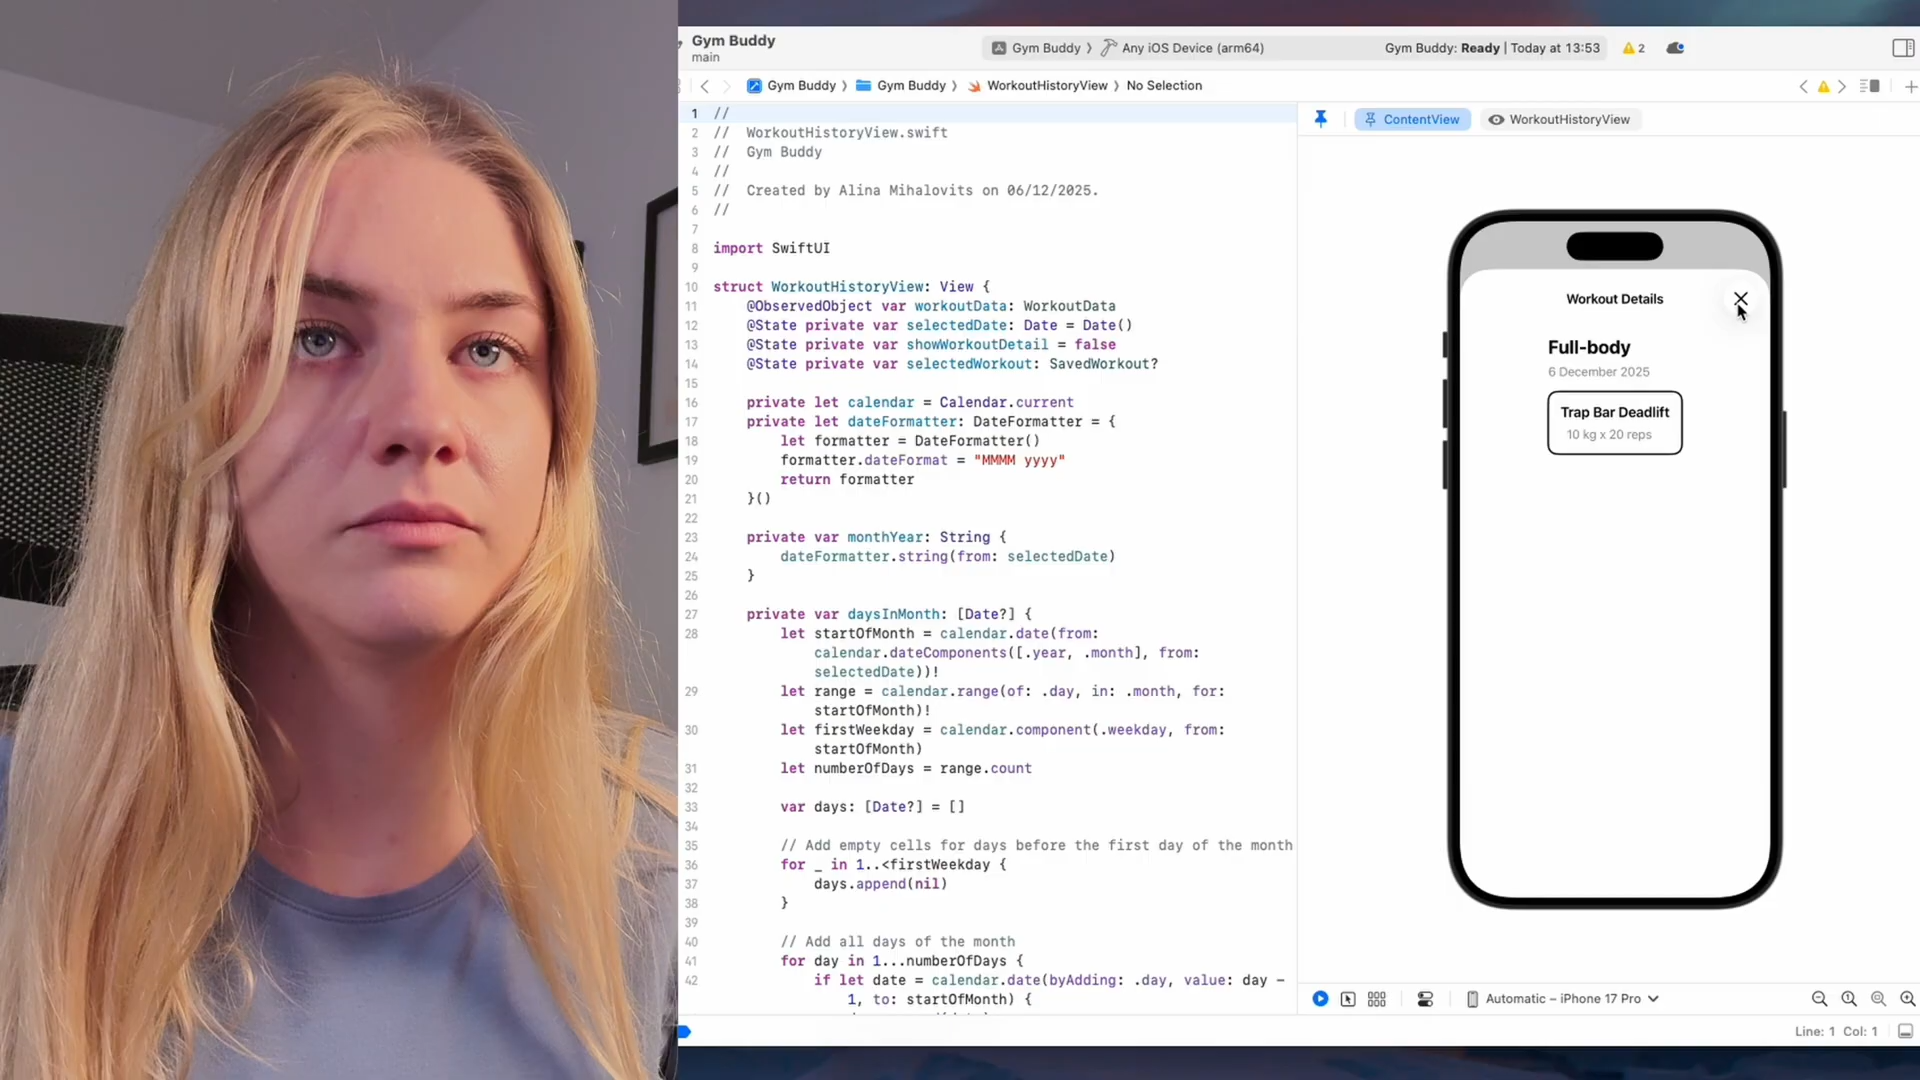 Gym Buddy
main
Gym Buddy 〉 Any iOS Device (arm64)
Gym Buddy: Ready | Today at 13:53
2
Gym Buddy 〉 Gym Buddy 〉 WorkoutHistoryView 〉 No Selection
1 //
2 // WorkoutHistoryView.swift
3 // Gym Buddy
4 //
5 // Created by Alina Mihalovits on 06/12/2025.
6 //
7
8 import SwiftUI
9
10 struct WorkoutHistoryView: View {
11 @ObservedObject var workoutData: WorkoutData
12 @State private var selectedDate: Date = Date()
13 @State private var showWorkoutDetail = false
14 @State private var selectedWorkout: SavedWorkout?
15
16 private let calendar = Calendar.current
17 private let dateFormatter: DateFormatter = {
18 let formatter = DateFormatter()
19 formatter.dateFormat = "MMMM yyyy"
20 return formatter
21 }()
22
23 private var monthYear: String {
24 dateFormatter.string(from: selectedDate)
25 }
26
27 private var daysInMonth: [Date?] {
28 let startOfMonth = calendar.date(from:
calendar.dateComponents([.year, .month], from:
selectedDate))!
29 let range = calendar.range(of: .day, in: .month, for:
startOfMonth)!
30 let firstWeekday = calendar.component(.weekday, from:
startOfMonth)
31 let numberOfDays = range.count
32
33 var days: [Date?] = []
34
35 // Add empty cells for days before the first day of the month
36 for _ in 1..<firstWeekday {
37 days.append(nil)
38 }
39
40 // Add all days of the month
41 for day in 1...numberOfDays {
42 if let date = calendar.date(byAdding: .day, value: day -
1, to: startOfMonth) {
ContentView
WorkoutHistoryView
Workout Details
Full-body
6 December 2025
Trap Bar Deadlift
10 kg x 20 reps
Automatic – iPhone 17 Pro
Line: 1 Col: 1